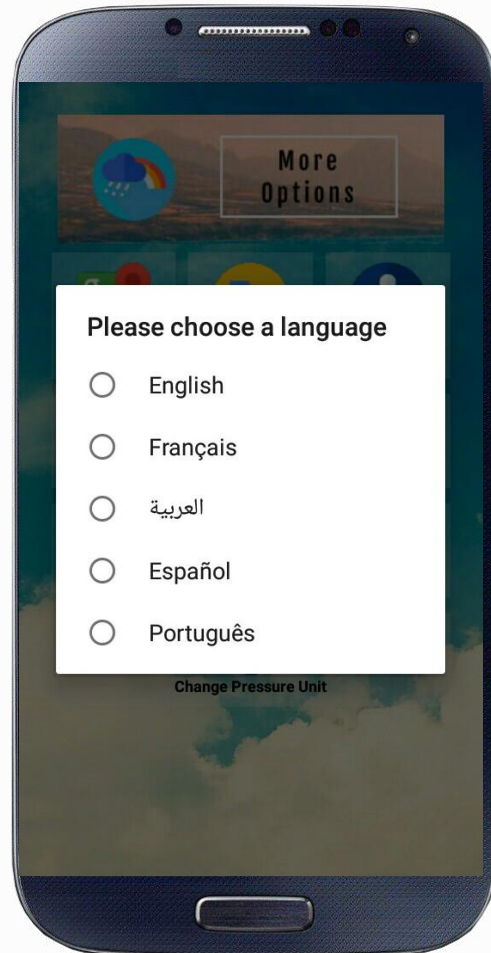 More
Options
Please choose a language
English
Français
العربية
Español
Português
Change Pressure Unit